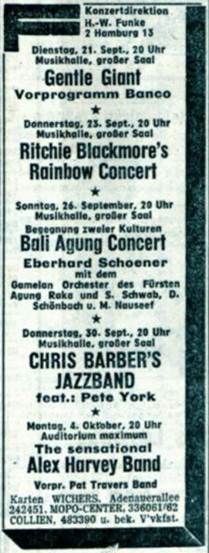 Konzertdirektion
H.-W. Funke
2 Hamburg 13
Dienstag, 21. Sept., 20 Uhr
Musikhalle, großer Saal
Gentle Giant
Vorprogramm Banco
★
Donnerstag, 23. Sept., 20 Uhr
Musikhalle, großer Saal
Ritchie Blackmore's
Rainbow Concert
★
Sonntag, 26. September, 20 Uhr
Musikhalle, großer Saal
Begegnung zweier Kulturen
Bali Agung Concert
Eberhard Schoener
mit dem
Gamelan Orchester des Fürsten
Agung Raka und S. Schwab, D.
Schönbach u. M. Nauseef
★
Donnerstag, 30. Sept., 20 Uhr
Musikhalle, großer Saal
CHRIS BARBER'S
JAZZBAND
feat.: Pete York
★
Montag, 4. Oktober, 20 Uhr
Auditorium maximum
The sensational
Alex Harvey Band
Vorpr. Pat Travers Band
Karten WICHERS, Adenauerallee
242451, MOPO-CENTER, 336061/62
COLLIEN, 483390 u. bek. V'vkfst.